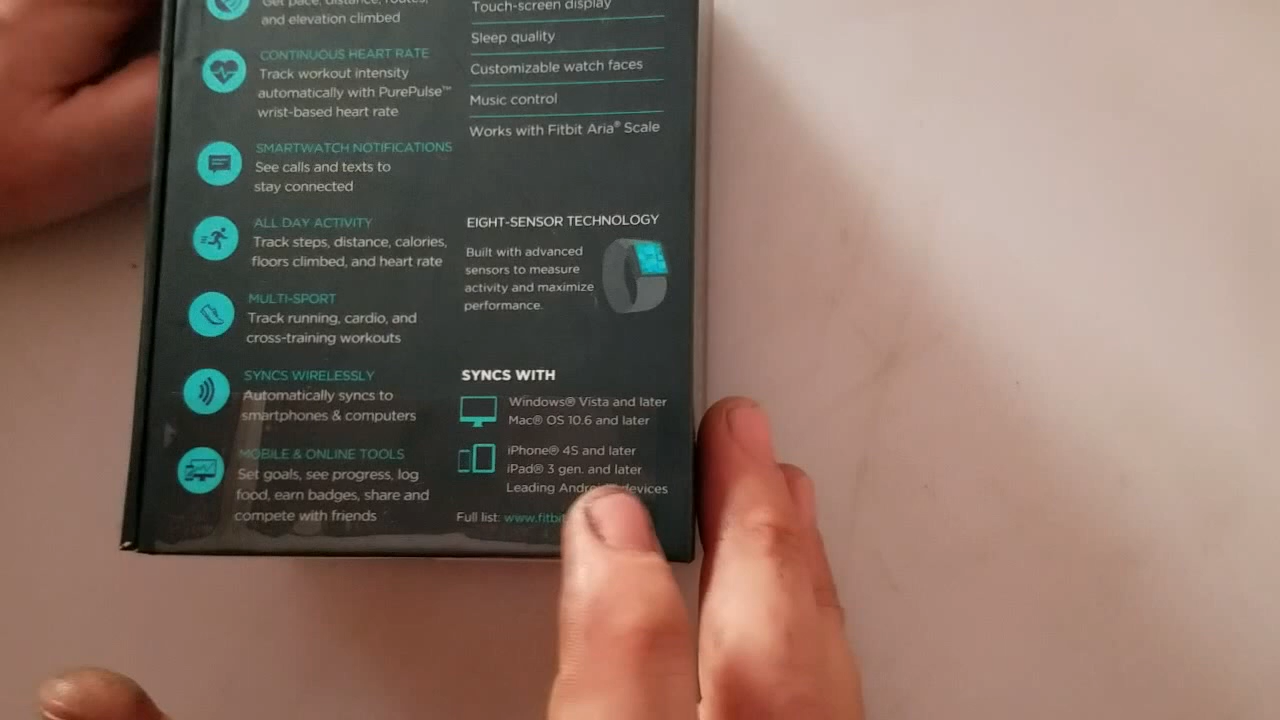 Get pace, distance, routes,
and elevation climbed
CONTINUOUS HEART RATE
Track workout intensity
automatically with PurePulse™
wrist-based heart rate
SMARTWATCH NOTIFICATIONS
See calls and texts to
stay connected
ALL DAY ACTIVITY
Track steps, distance, calories,
floors climbed, and heart rate
MULTI-SPORT
Track running, cardio, and
cross-training workouts
SYNCS WIRELESSLY
Automatically syncs to
smartphones & computers
MOBILE & ONLINE TOOLS
Set goals, see progress, log
food, earn badges, share and
compete with friends
Touch-screen display
Sleep quality
Customizable watch faces
Music control
Works with Fitbit Aria® Scale
EIGHT-SENSOR TECHNOLOGY
Built with advanced
sensors to measure
activity and maximize
performance.
SYNCS WITH
Windows® Vista and later
Mac® OS 10.6 and later
iPhone® 4S and later
iPad® 3 gen. and later
Leading devices
Full list: www.fitbit